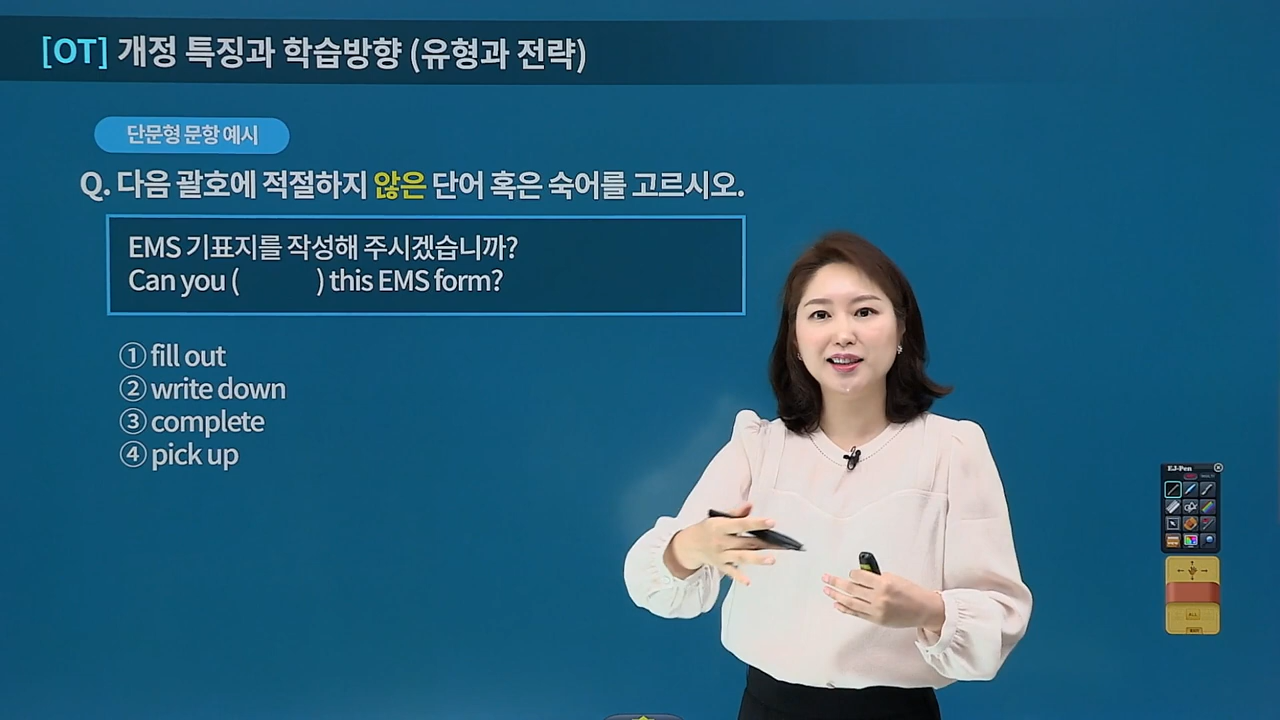 [OT] 개정 특징과 학습방향 (유형과 전략)
단문형 문항 예시
Q. 다음 괄호에 적절하지 않은 단어 혹은 숙어를 고르시오.
EMS 기표지를 작성해 주시겠습니까?
Can you ( ) this EMS form?
① fill out
② write down
③ complete
④ pick up
EJ-Pen